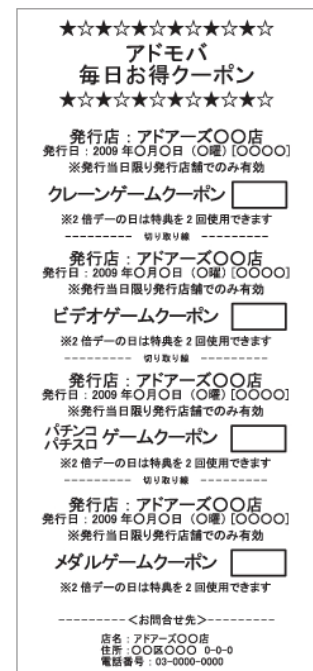 ★☆★☆★☆★☆★☆★☆
アドモバ
毎日お得クーポン
★☆★☆★☆★☆★☆★☆
発行店：アドアーズ〇〇店
発行日：2009年〇月〇日（〇曜）[〇〇〇〇]
※発行当日限り発行店舗でのみ有効
クレーンゲームクーポン
※2倍デーの日は特典を2回使用できます
--------- 切り取り線 ---------
発行店：アドアーズ〇〇店
発行日：2009年〇月〇日（〇曜）[〇〇〇〇]
※発行当日限り発行店舗でのみ有効
ビデオゲームクーポン
※2倍デーの日は特典を2回使用できます
--------- 切り取り線 ---------
発行店：アドアーズ〇〇店
発行日：2009年〇月〇日（〇曜）[〇〇〇〇]
※発行当日限り発行店舗でのみ有効
パチンコ
パチスロ ゲームクーポン
※2倍デーの日は特典を2回使用できます
--------- 切り取り線 ---------
発行店：アドアーズ〇〇店
発行日：2009年〇月〇日（〇曜）[〇〇〇〇]
※発行当日限り発行店舗でのみ有効
メダルゲームクーポン
※2倍デーの日は特典を2回使用できます
----------<お問合せ先>----------
店名：アドアーズ〇〇店
住所：〇〇区〇〇〇 0-0-0
電話番号：03-0000-0000